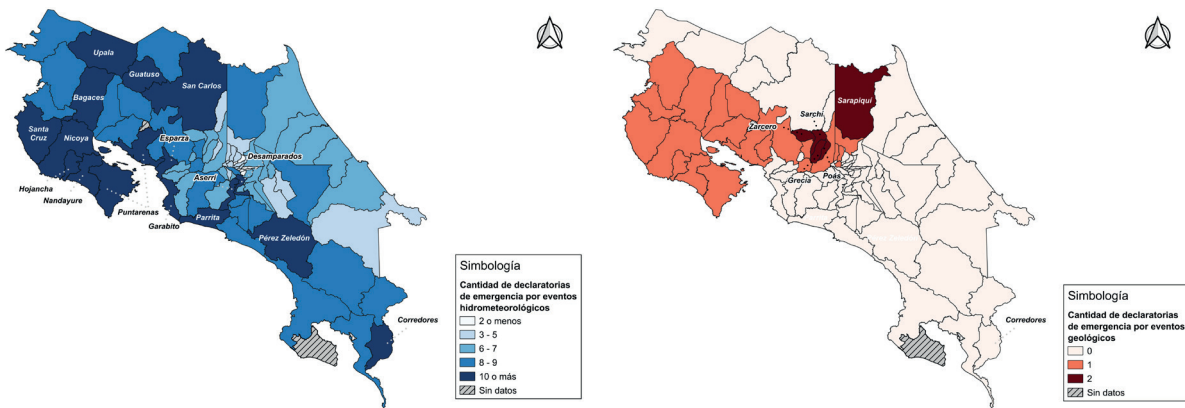 Upala
Guatuso
San Carlos
Bagaces
Santa
Cruz
Nicoya
Esparza
Desamparados
Aserrí
Hojancha
Nandayure
Puntarenas
Parrita
Garabito
Pérez Zeledón
Corredores
Simbología
Cantidad de declaratorias
de emergencia por eventos
hidrometeorológicos
2 o menos
3 - 5
6 - 7
8 - 9
10 o más
Sin datos
Sarapiquí
Sarchí
Zarcero
Grecia
Poás
Corredores
Simbología
Cantidad de declaratorias
de emergencia por eventos
geológicos
0
1
2
Sin datos